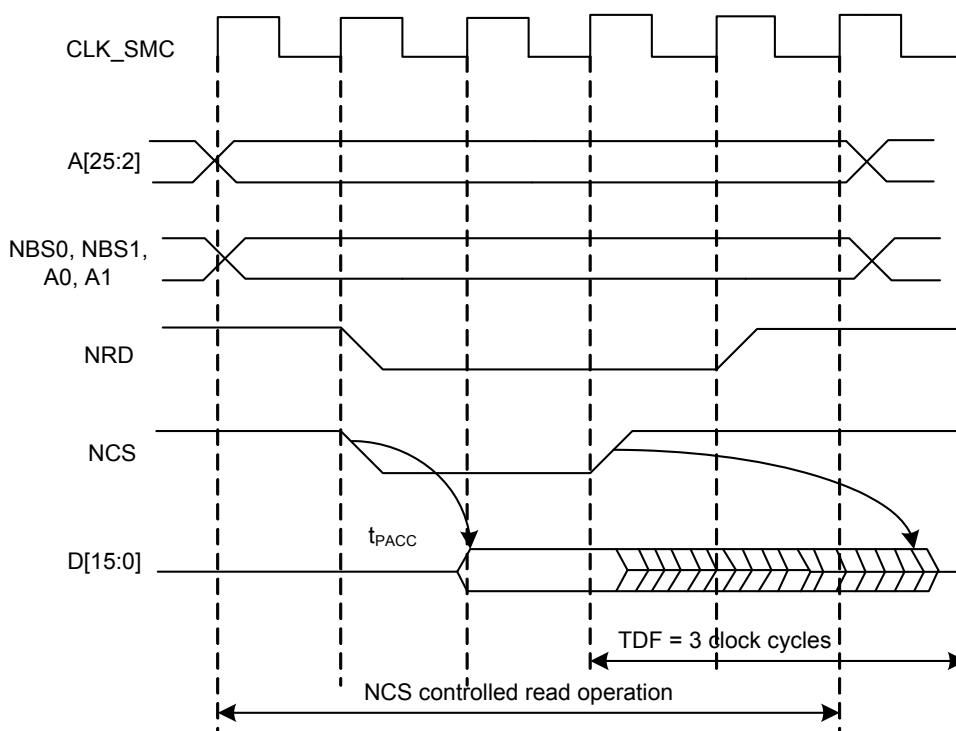 CLK_SMC
A[25:2]
NBS0, NBS1,
A0, A1
NRD
NCS
tPACC
D[15:0]
TDF = 3 clock cycles
NCS controlled read operation